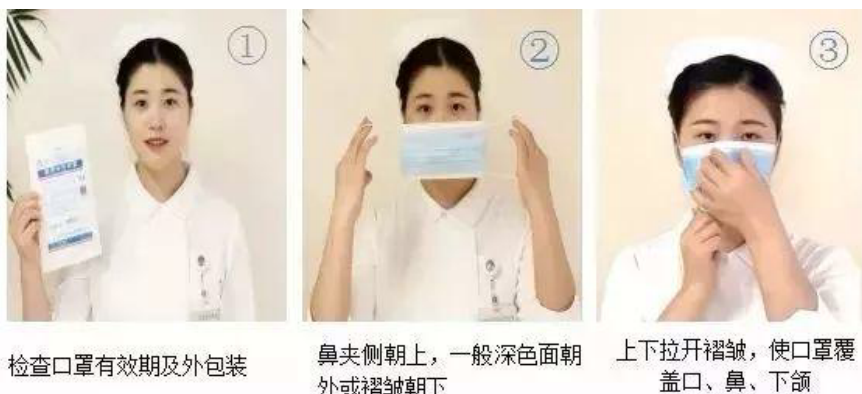 ①
②
③
检查口罩有效期及外包装
鼻夹侧朝上，一般深色面朝
外或褶皱朝下
上下拉开褶皱，使口罩覆
盖口、鼻、下颌